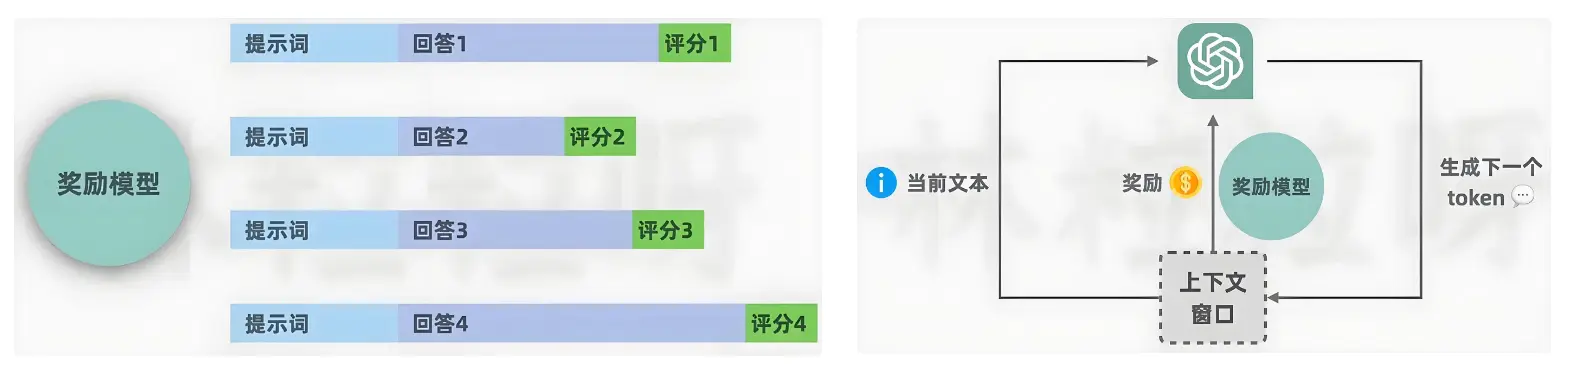 奖励模型
提示词 回答1 评分1
提示词 回答2 评分2
提示词 回答3 评分3
提示词 回答4 评分4
当前文本
奖励
奖励模型
生成下一个
token
上下文
窗口